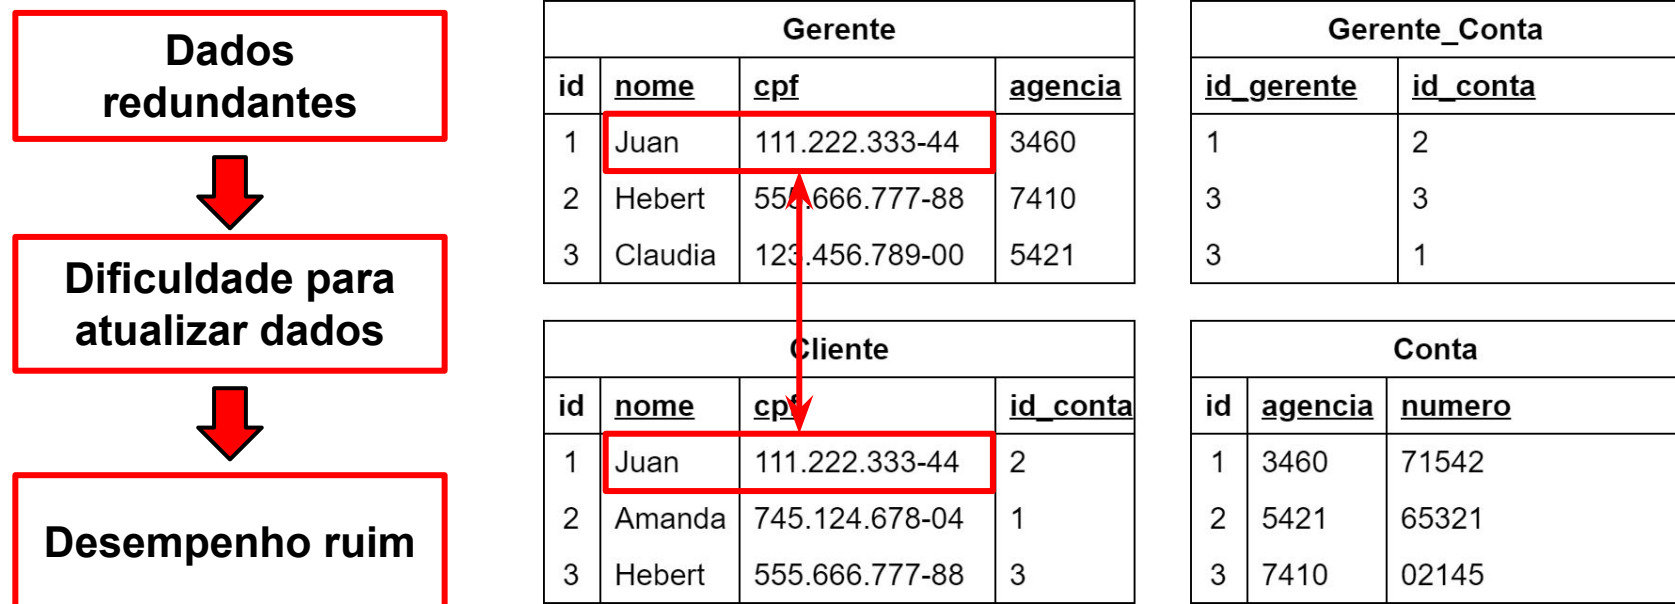 Dados
redundantes
Dificuldade para
atualizar dados
Desempenho ruim
Gerente
id nome cpf agencia
1 Juan 111.222.333-44 3460
2 Hebert 555.666.777-88 7410
3 Claudia 123.456.789-00 5421
Gerente_Conta
id_gerente id_conta
1 2
3 3
3 1
Cliente
id nome cpf id_conta
1 Juan 111.222.333-44 2
2 Amanda 745.124.678-04 1
3 Hebert 555.666.777-88 3
Conta
id agencia numero
1 3460 71542
2 5421 65321
3 7410 02145